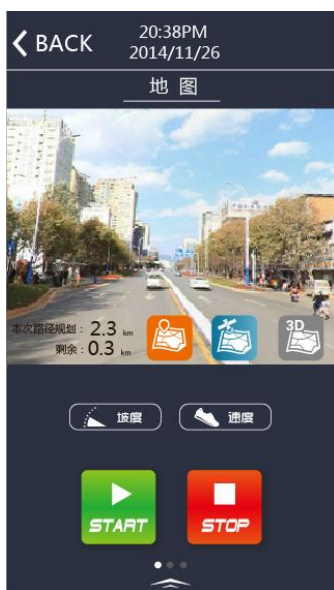 BACK
20:38PM
2014/11/26
地图
本次路径规划：2.3 km
剩余：0.3 km
3D
坡度
速度
START
STOP